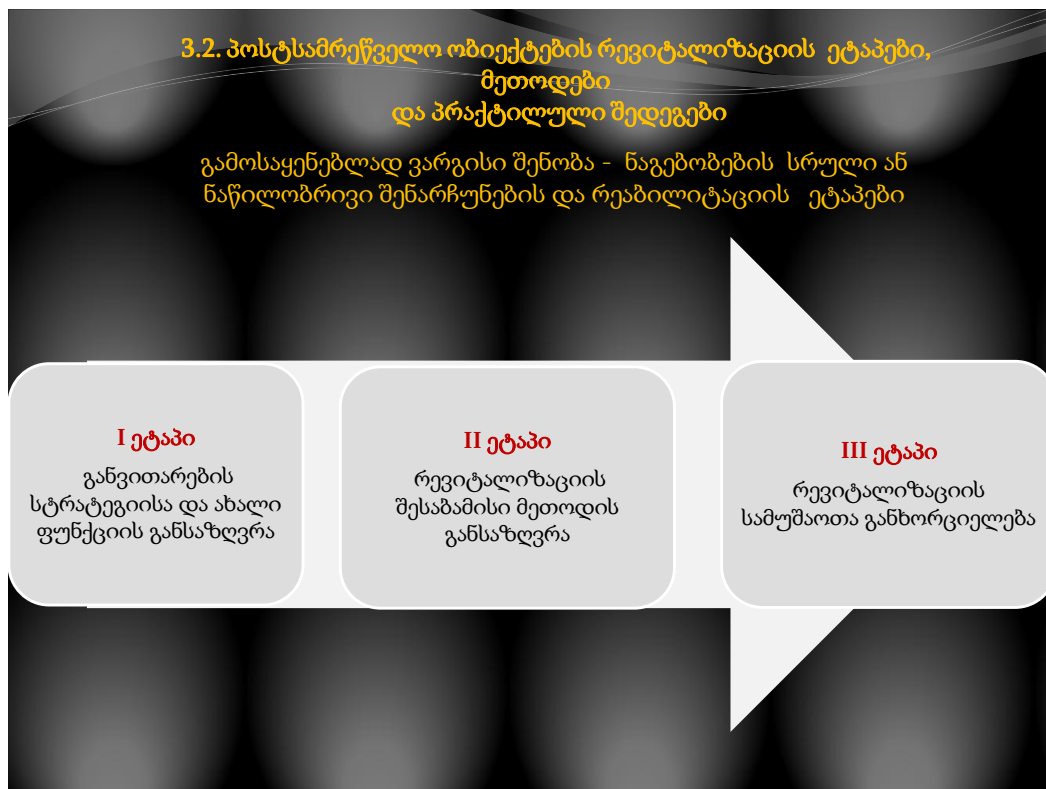 3.2. პოსტსამრეწველო ობიექტების რევიტალიზაციის ეტაპები,
მეთოდები
და პრაქტილული შედეგები
გამოსაყენებლად ვარგისი შენობა - ნაგებობების სრული ან
ნაწილობრივი შენარჩუნების და რეაბილიტაციის ეტაპები
I ეტაპი
განვითარების
სტრატეგიისა და ახალი
ფუნქციის განსაზღვრა
II ეტაპი
რევიტალიზაციის
შესაბამისი მეთოდის
განსაზღვრა
III ეტაპი
რევიტალიზაციის
სამუშაოთა განხორციელება